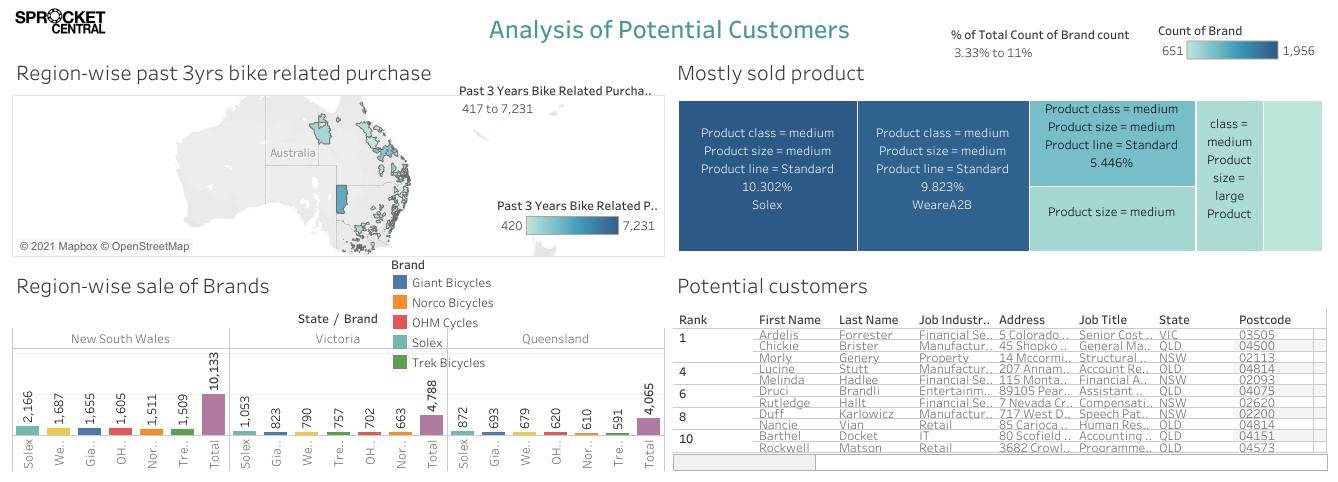 SPROCKET
CENTRAL
Analysis of Potential Customers
% of Total Count of Brand count
3.33% to 11%
Count of Brand
651 1,956
Region-wise past 3yrs bike related purchase
Past 3 Years Bike Related Purcha..
417 to 7,231
Australia
Past 3 Years Bike Related P..
420 7,231
© 2021 Mapbox © OpenStreetMap
Mostly sold product
Product class = medium
Product size = medium
Product line = Standard
10.302%
Solex
Product class = medium
Product size = medium
Product line = Standard
9.823%
WeareA2B
Product class = medium
Product size = medium
Product line = Standard
5.446%
Product size = medium
class =
medium
Product
size =
large
Product
Region-wise sale of Brands
Brand
Giant Bicycles
Norco Bicycles
OHM Cycles
Solex
Trek Bicycles
State / Brand
New South Wales Victoria Queensland
2,166 1,687 1,655 1,605 1,511 1,509 10,133 1,053 823 790 757 702 663 4,788 872 693 679 620 610 591 4,065
Solex We.. Gia.. OH.. Nor.. Tre.. Total Solex Gia.. We.. Tre.. OH.. Nor.. Total Solex Gia.. We.. OH.. Nor.. Tre.. Total
Potential customers
Rank First Name Last Name Job Industr.. Address Job Title State Postcode
1 Ardelis Forrester Financial Se.. 5 Colorado .. Senior Cost .. VIC 03505
Chickie Brister Manufactur.. 45 Shopko .. General Ma.. QLD 04500
Morly Genery Property 14 Mccormi.. Structural .. NSW 02113
4 Lucine Stutt Manufactur.. 207 Annam.. Account Re.. QLD 04814
Melinda Hadlee Financial Se.. 115 Monta.. Financial A.. NSW 02093
6 Druci Brandli Entertainm.. 89105 Pear.. Assistant .. QLD 04075
Rutledge Hallt Financial Se.. 7 Nevada Cr.. Compensati.. NSW 02620
8 Duff Karlowicz Manufactur.. 717 West D.. Speech Pat.. NSW 02200
Nancie Vian Retail 85 Carioca .. Human Res.. QLD 04814
10 Barthel Docket IT 80 Scofield .. Accounting .. QLD 04151
Rockwell Matson Retail 3682 Crowl.. Programme.. QLD 04573